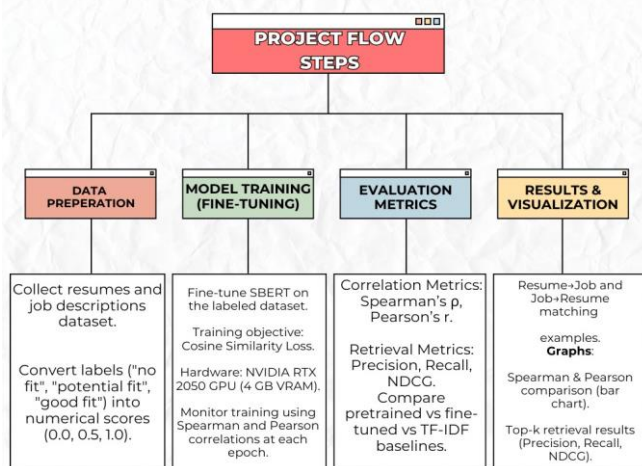 PROJECT FLOW
STEPS
DATA
PREPERATION
MODEL TRAINING
(FINE-TUNING)
EVALUATION
METRICS
RESULTS &
VISUALIZATION
Collect resumes and
job descriptions
dataset.
Convert labels ("no
fit", "potential fit",
"good fit") into
numerical scores
(0.0, 0.5, 1.0).
Fine-tune SBERT on
the labeled dataset.
Training objective:
Cosine Similarity Loss.
Hardware: NVIDIA RTX
2050 GPU (4 GB VRAM).
Monitor training using
Spearman and Pearson
correlations at each
epoch.
Correlation Metrics:
Spearman's ρ,
Pearson's r.
Retrieval Metrics:
Precision, Recall,
NDCG.
Compare
pretrained vs fine-
tuned vs TF-IDF
baselines.
Resume→Job and
Job→Resume
matching
examples.
Graphs:
Spearman & Pearson
comparison (bar
chart).
Top-k retrieval results
(Precision, Recall,
NDCG).